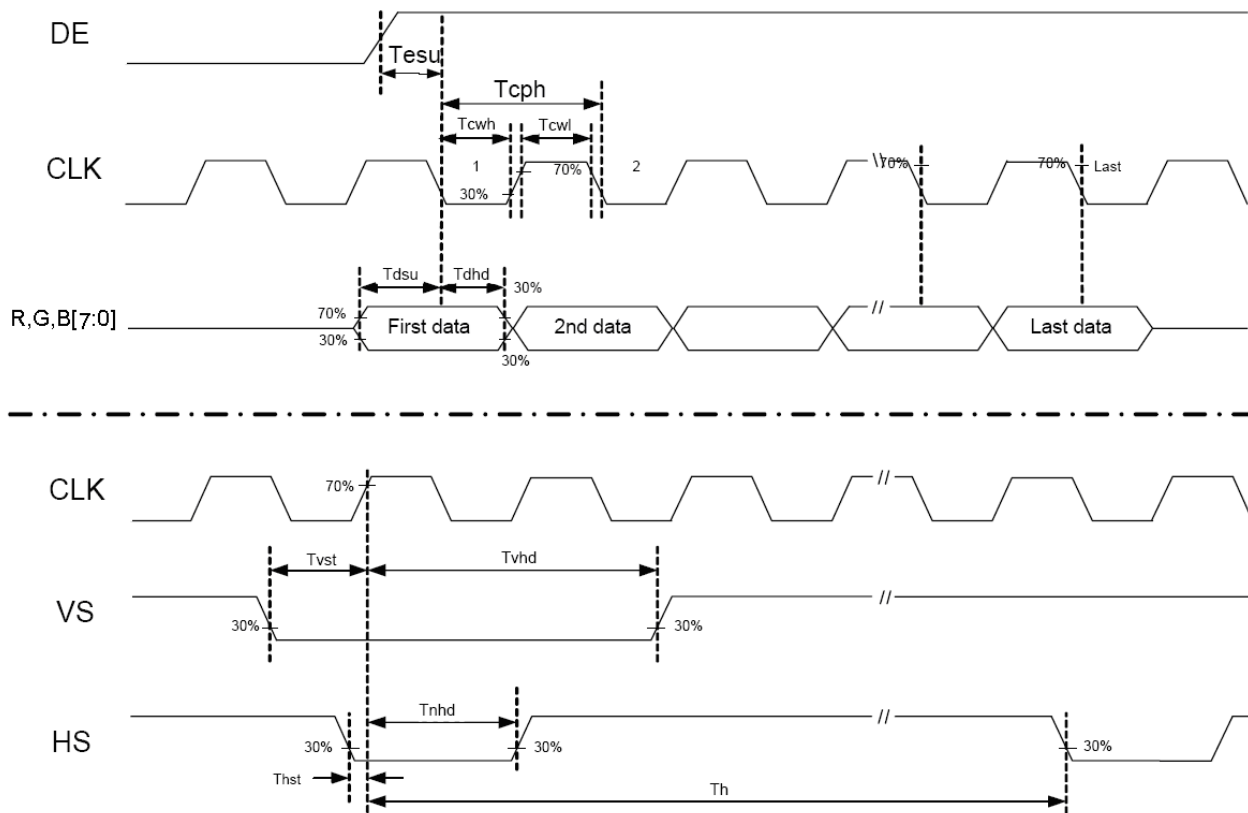 DE
Tesu
Tcph
Tcwh
Tcwl
CLK
1
70%
2
30%
\\
70%
70%
Last
Tdsu
Tdhd
30%
R,G,B[7:0]
70%
30%
First data
2nd data
//
Last data
30%
CLK
70%
//
Tvst
Tvhd
VS
30%
30%
//
Tnhd
HS
30%
30%
//
30%
Thst
Th